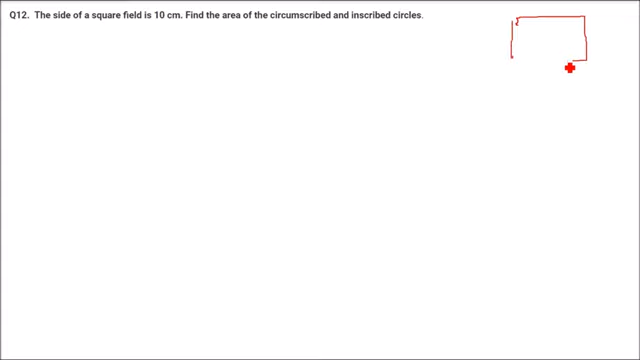 Q12. The side of a square field is 10 cm. Find the area of the circumscribed and inscribed circles.